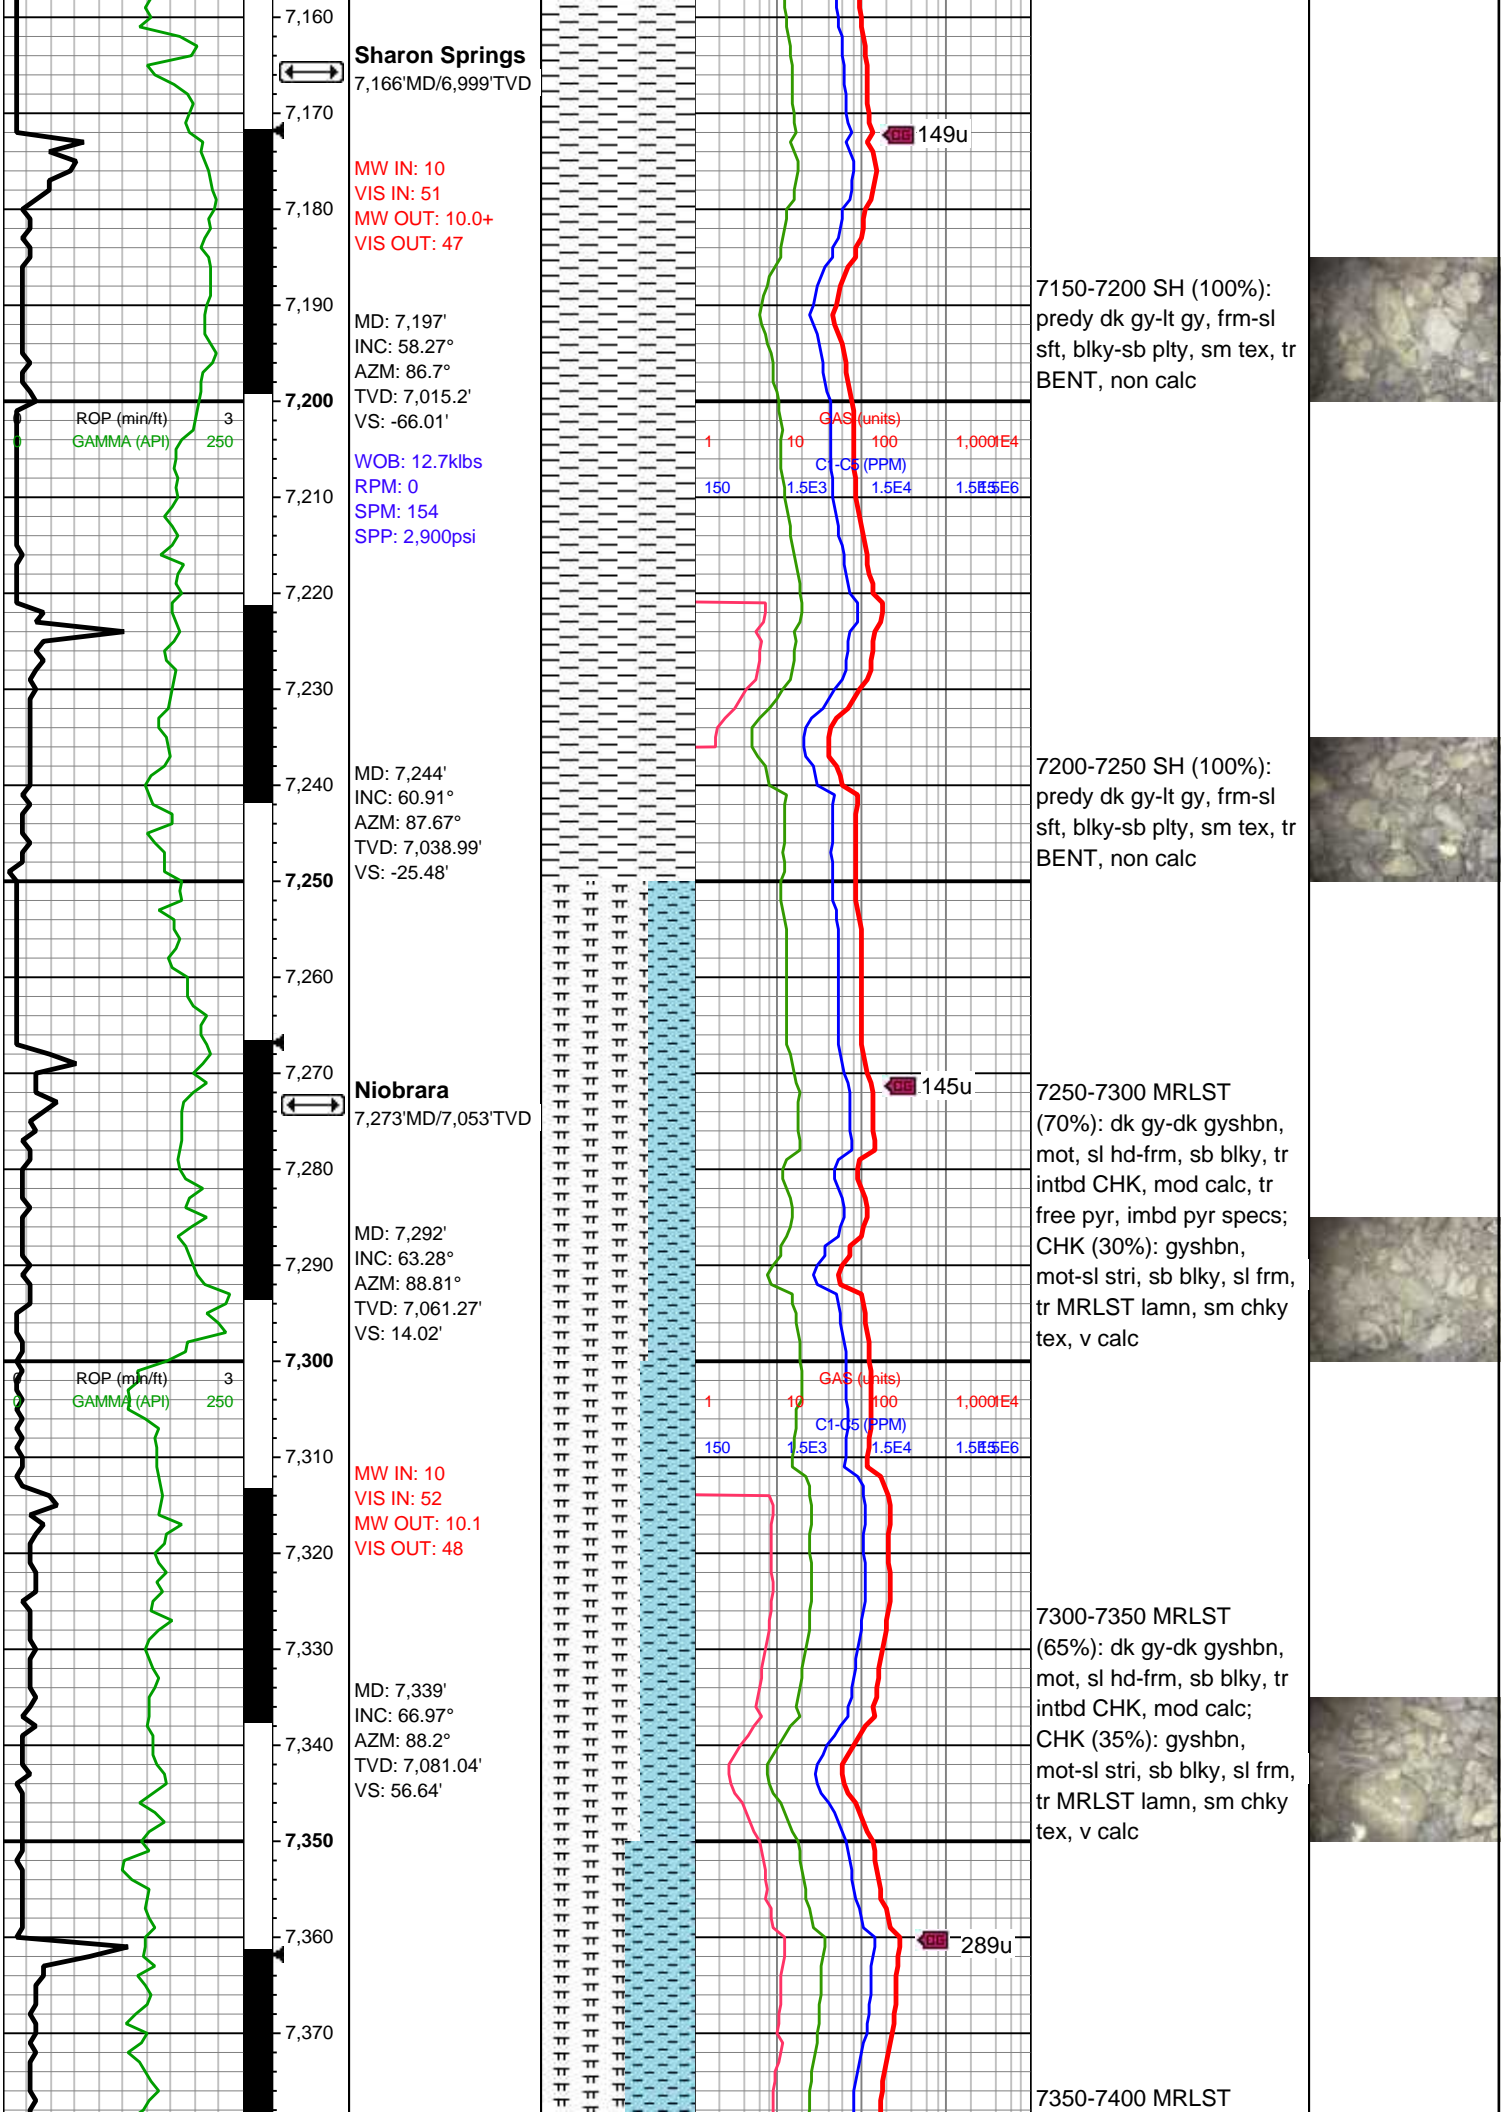 7,160
Sharon Springs
7,166'MD/6,999'TVD
7,170
CG 149u
MW IN: 10
VIS IN: 51
MW OUT: 10.0+
VIS OUT: 47
7,180
7,190
7150-7200 SH (100%):
predy dk gy-lt gy, frm-sl
sft, blky-sb plty, sm tex, tr
BENT, non calc
MD: 7,197'
INC: 58.27°
AZM: 86.7°
TVD: 7,015.2'
VS: -66.01'
7,200
0 ROP (min/ft) 3
0 GAMMA (API) 250
GAS (units)
1 10 100 1,000 1E4
C1-C5 (PPM)
150 1.5E3 1.5E4 1.5E5 1.5E6
WOB: 12.7klbs
RPM: 0
SPM: 154
SPP: 2,900psi
7,210
7,220
7,230
7,240
MD: 7,244'
INC: 60.91°
AZM: 87.67°
TVD: 7,038.99'
VS: -25.48'
7200-7250 SH (100%):
predy dk gy-lt gy, frm-sl
sft, blky-sb plty, sm tex, tr
BENT, non calc
7,250
7,260
7,270
Niobrara
7,273'MD/7,053'TVD
CG 145u
7250-7300 MRLST
(70%): dk gy-dk gyshbn,
mot, sl hd-frm, sb blky, tr
intbd CHK, mod calc, tr
free pyr, imbd pyr specs;
CHK (30%): gyshbn,
mot-sl stri, sb blky, sl frm,
tr MRLST lamn, sm chky
tex, v calc
7,280
7,290
MD: 7,292'
INC: 63.28°
AZM: 88.81°
TVD: 7,061.27'
VS: 14.02'
7,300
0 ROP (min/ft) 3
0 GAMMA (API) 250
GAS (units)
1 10 100 1,000 1E4
C1-C5 (PPM)
150 1.5E3 1.5E4 1.5E5 1.5E6
7,310
MW IN: 10
VIS IN: 52
MW OUT: 10.1
VIS OUT: 48
7,320
7,330
7300-7350 MRLST
(65%): dk gy-dk gyshbn,
mot, sl hd-frm, sb blky, tr
intbd CHK, mod calc;
CHK (35%): gyshbn,
mot-sl stri, sb blky, sl frm,
tr MRLST lamn, sm chky
tex, v calc
MD: 7,339'
INC: 66.97°
AZM: 88.2°
TVD: 7,081.04'
VS: 56.64'
7,340
7,350
7,360
CG 289u
7,370
7350-7400 MRLST